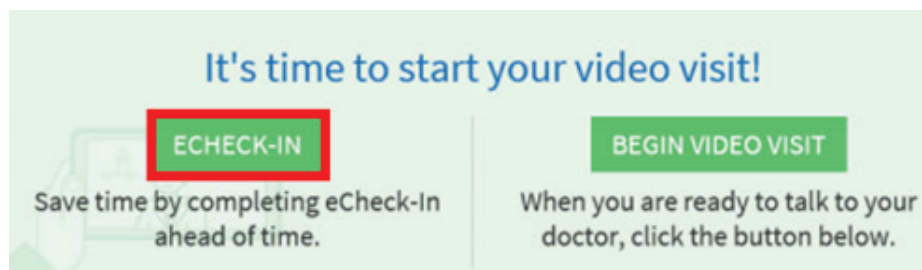 It's time to start your video visit!
ECHECK-IN
Save time by completing eCheck-In
ahead of time.
BEGIN VIDEO VISIT
When you are ready to talk to your
doctor, click the button below.